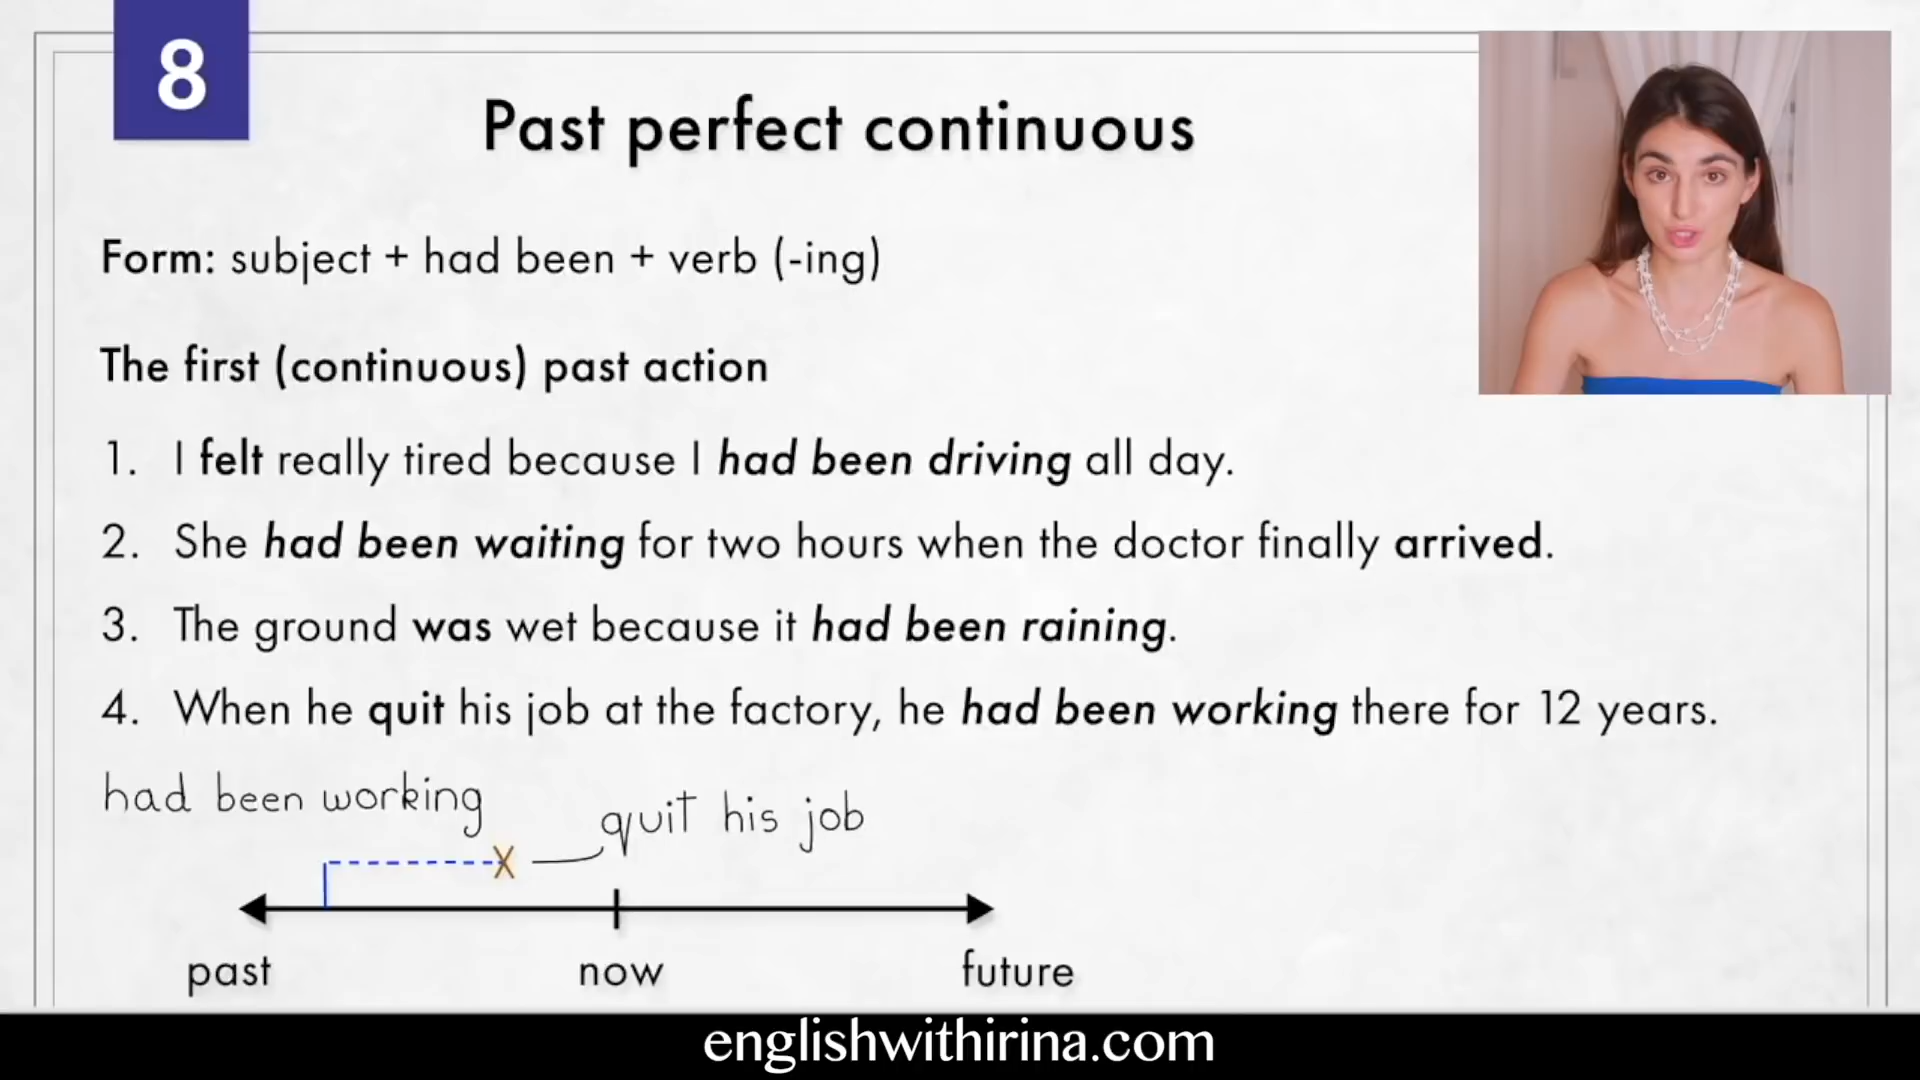 8
Past perfect continuous
Form: subject + had been + verb (-ing)
The first (continuous) past action
1. I felt really tired because I had been driving all day.
2. She had been waiting for two hours when the doctor finally arrived.
3. The ground was wet because it had been raining.
4. When he quit his job at the factory, he had been working there for 12 years.
had been working
quit his job
X
past now future
englishwithirina.com